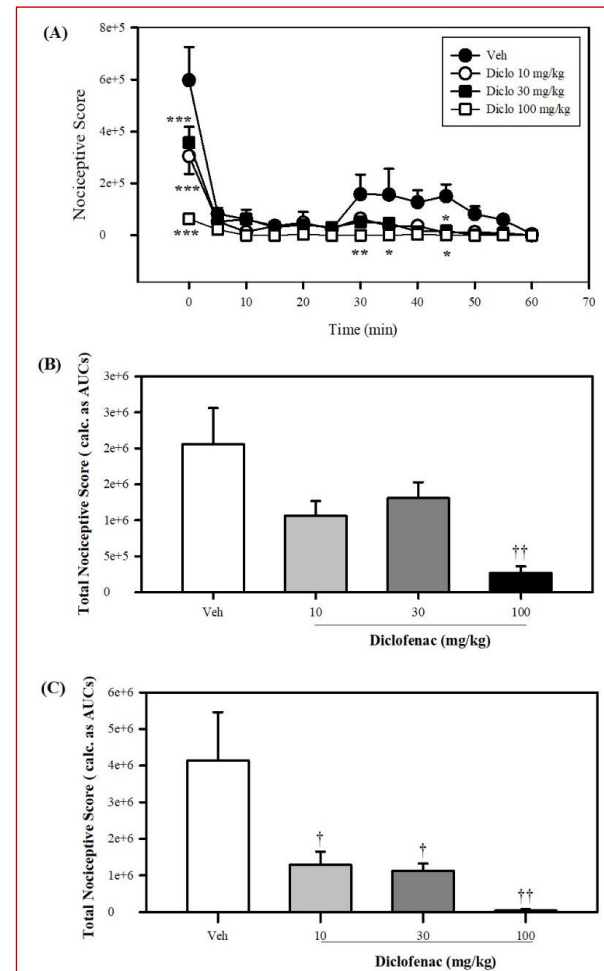 (A)
8e+5
6e+5
4e+5
2e+5
0
Nociceptive Score
Veh
Diclo 10 mg/kg
Diclo 30 mg/kg
Diclo 100 mg/kg
***
***
***
** * *
*
0 10 20 30 40 50 60 70
Time (min)
(B)
Total Nociceptive Score ( calc. as AUCs)
3e+6
3e+6
2e+6
2e+6
1e+6
5e+5
0
††
Veh 10 30 100
Diclofenac (mg/kg)
(C)
Total Nociceptive Score ( calc. as AUCs)
6e+6
5e+6
4e+6
3e+6
2e+6
1e+6
0
† † ††
Veh 10 30 100
Diclofenac (mg/kg)